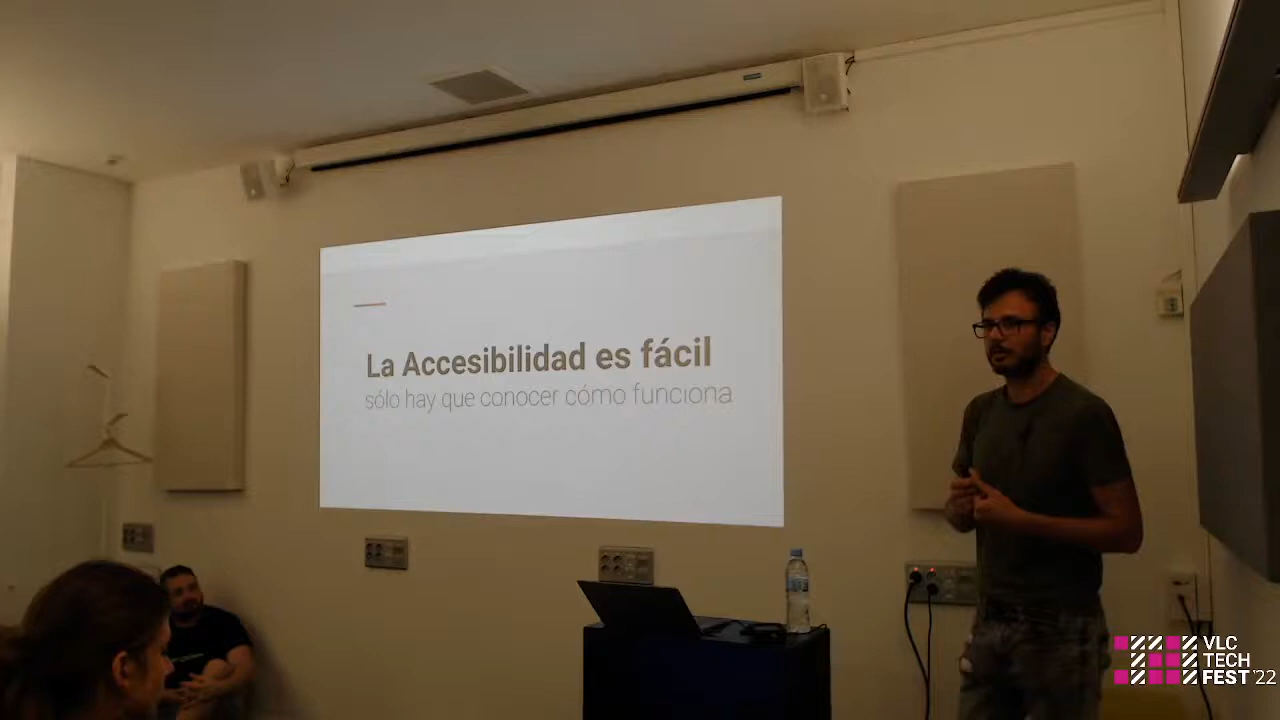 La Accesibilidad es fácil
sólo hay que conocer cómo funciona
VLC
TECH
FEST '22